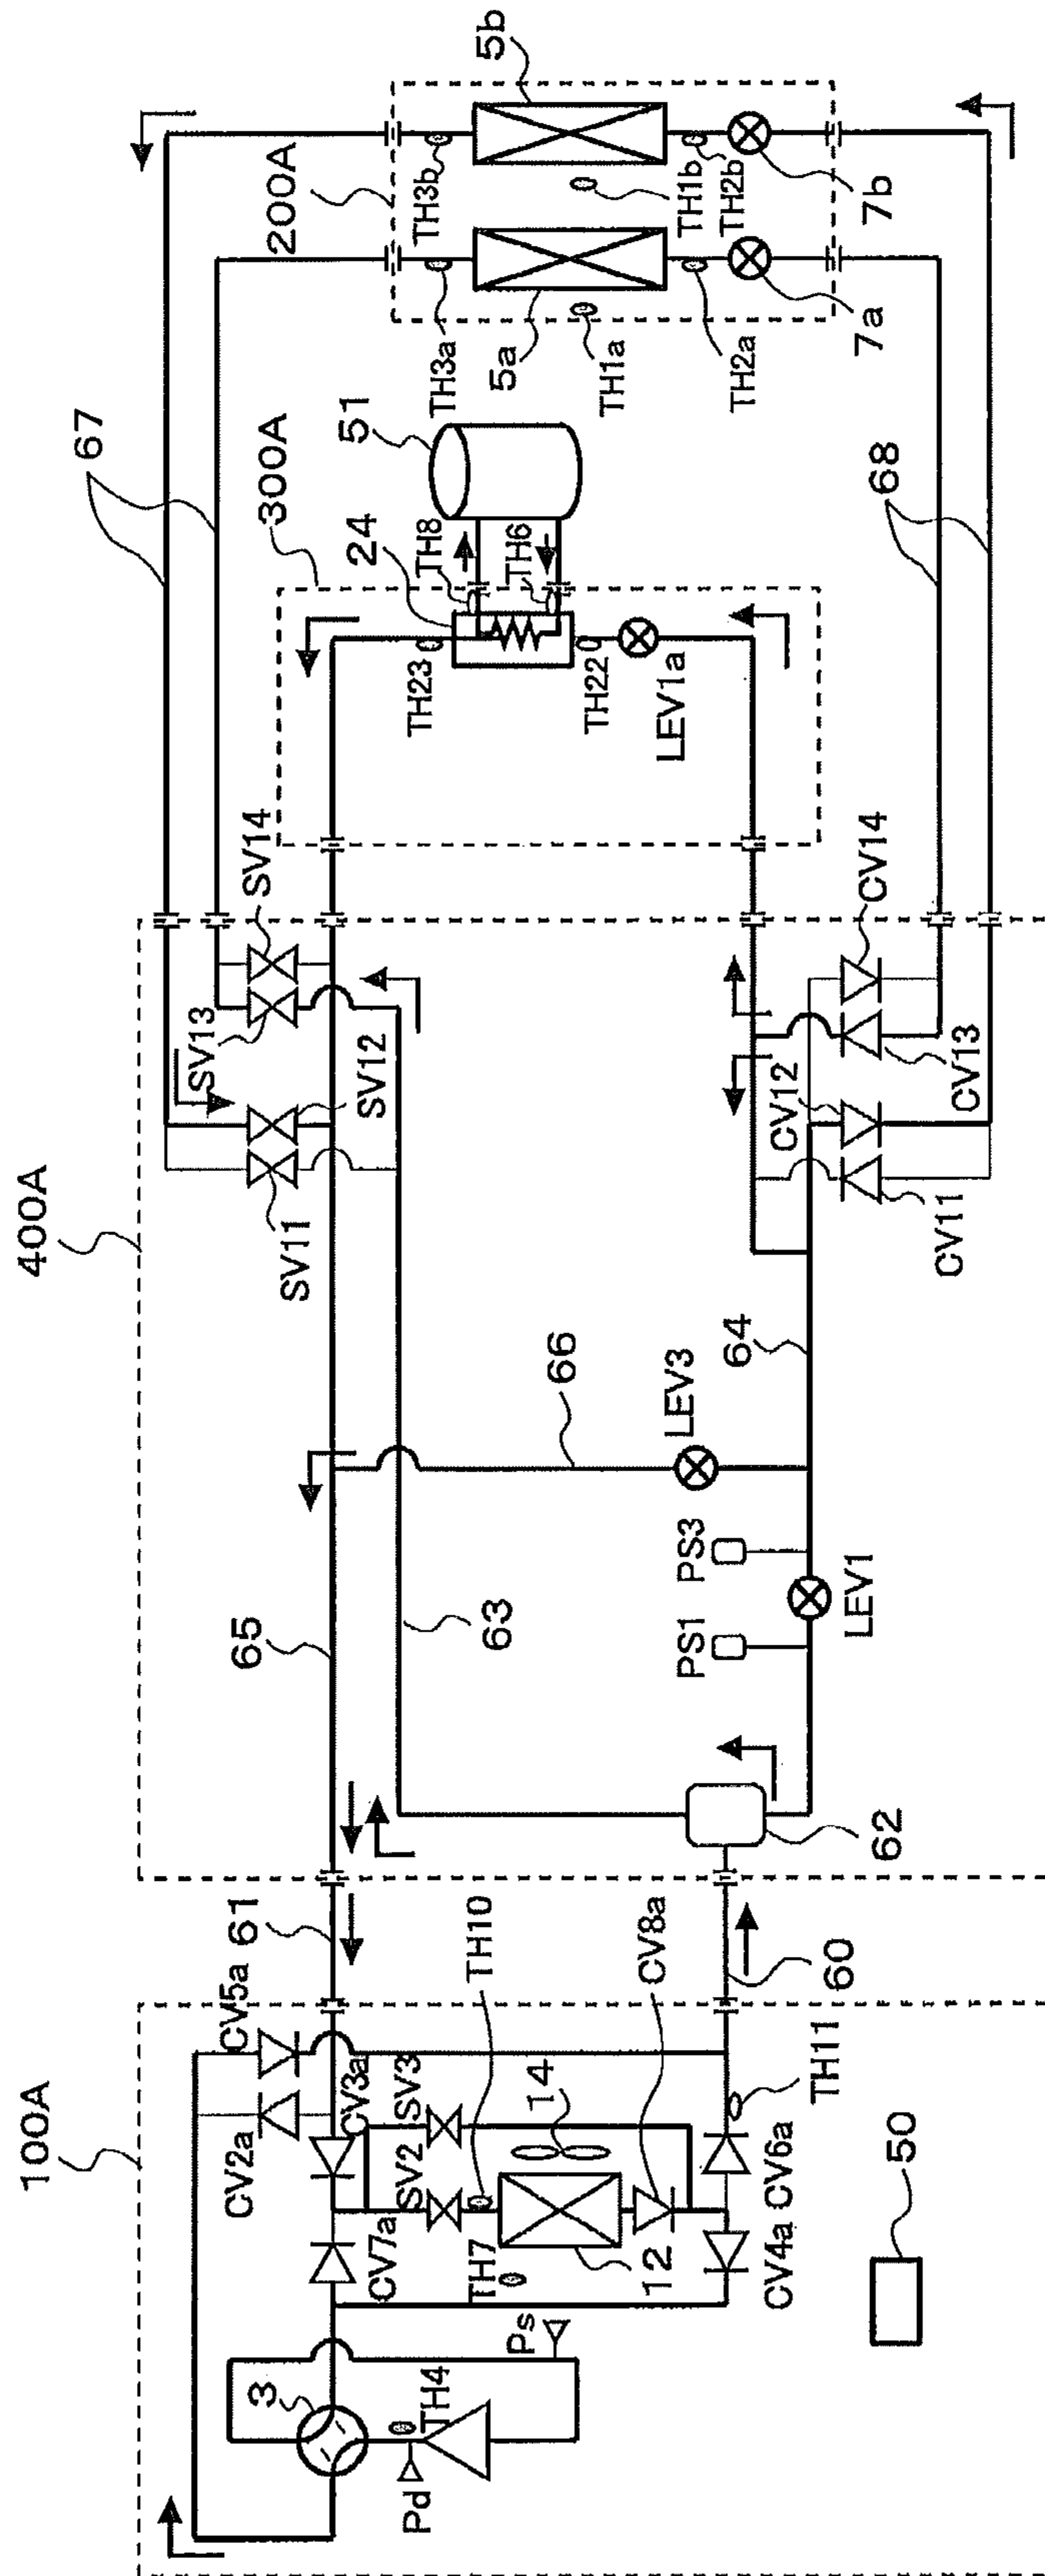 100A
400A
67
300A
200A
5b
3
TH4
Pd
Ps
CV2a
CV5a
61
65
63
66
SV11
SV12
SV13
SV14
24
TH8
51
TH6
TH23
TH22
LEV1a
TH3a
TH3b
5a
TH1a
TH1b
TH2a
TH2b
7a
7b
68
CV7a
CV3a
SV2
SV3
TH7
TH10
14
12
CV8a
CV4a
CV6a
TH11
50
60
62
PS1
PS3
LEV1
LEV3
64
CV11
CV12
CV13
CV14